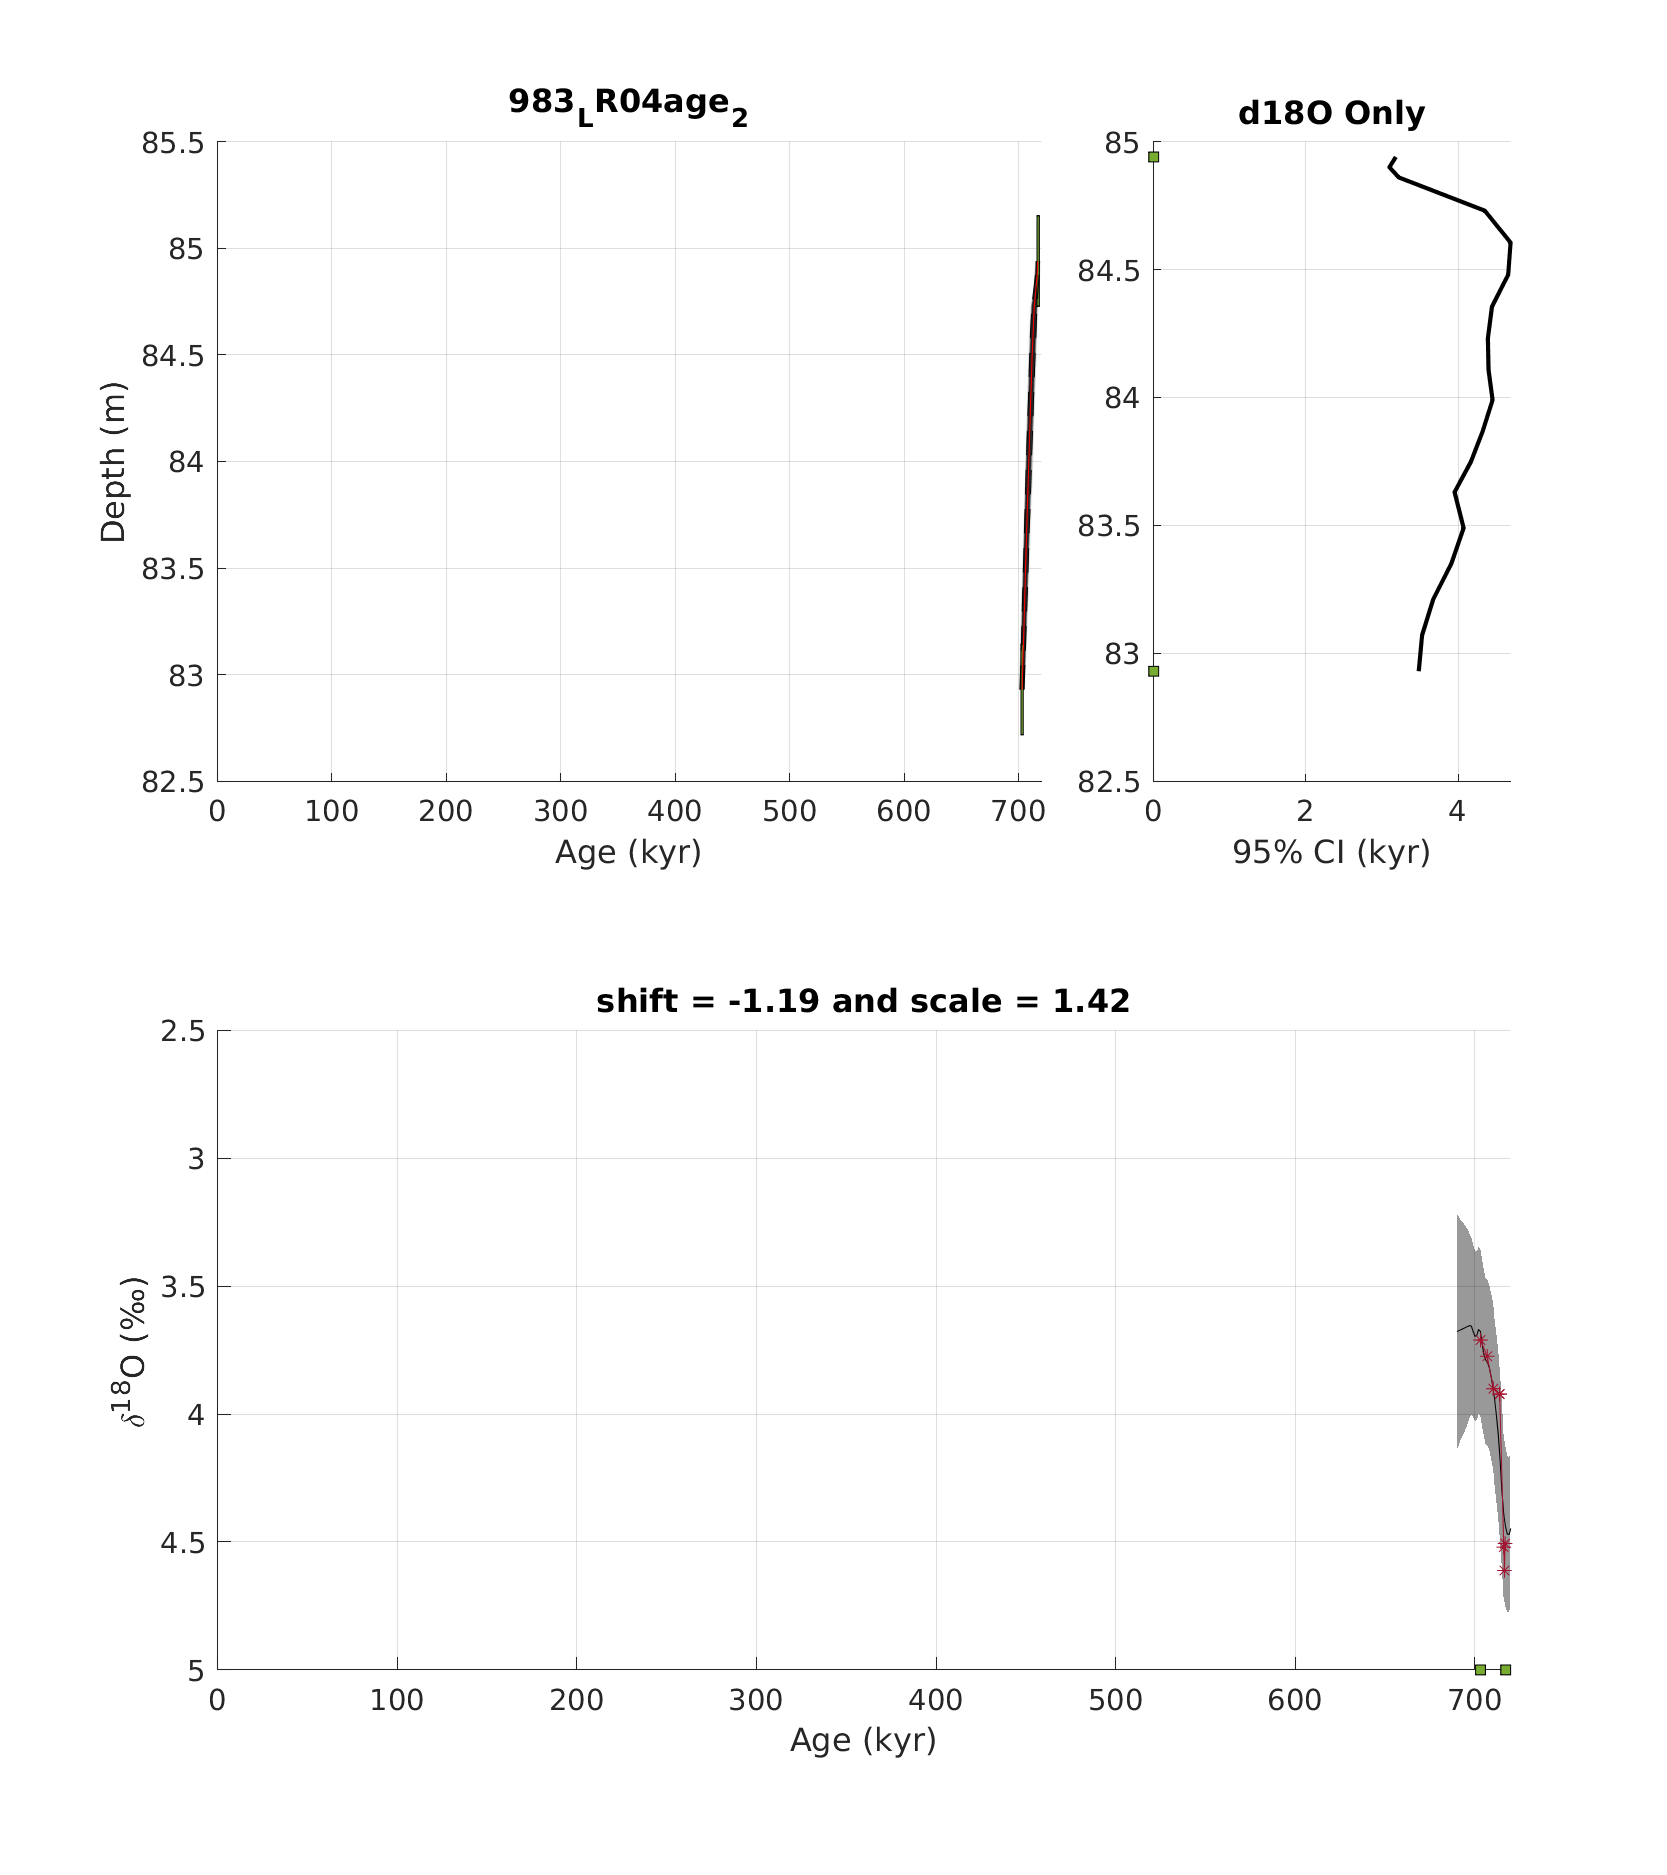 983LR04age2
85.5
85
84.5
84
83.5
83
82.5
Depth (m)
0 100 200 300 400 500 600 700
Age (kyr)
d18O Only
85
84.5
84
83.5
83
82.5
0 2 4
95% CI (kyr)
shift = -1.19 and scale = 1.42
2.5
3
3.5
4
4.5
5
δ18O (‰)
0 100 200 300 400 500 600 700
Age (kyr)